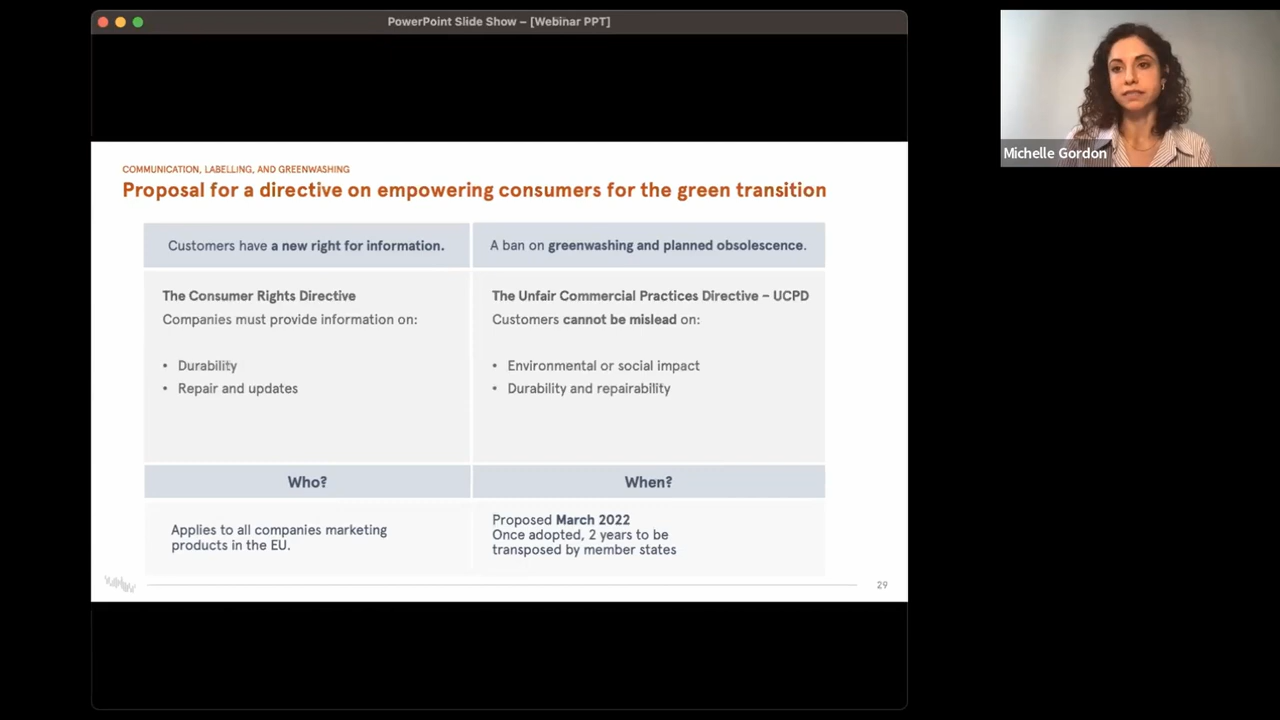 PowerPoint Slide Show – [Webinar PPT]
Michelle Gordon
COMMUNICATION, LABELLING, AND GREENWASHING
Proposal for a directive on empowering consumers for the green transition
Customers have a new right for information.
A ban on greenwashing and planned obsolescence.
The Consumer Rights Directive
Companies must provide information on:
• Durability
• Repair and updates
The Unfair Commercial Practices Directive – UCPD
Customers cannot be mislead on:
• Environmental or social impact
• Durability and repairability
Who?
When?
Applies to all companies marketing
products in the EU.
Proposed March 2022
Once adopted, 2 years to be
transposed by member states
29